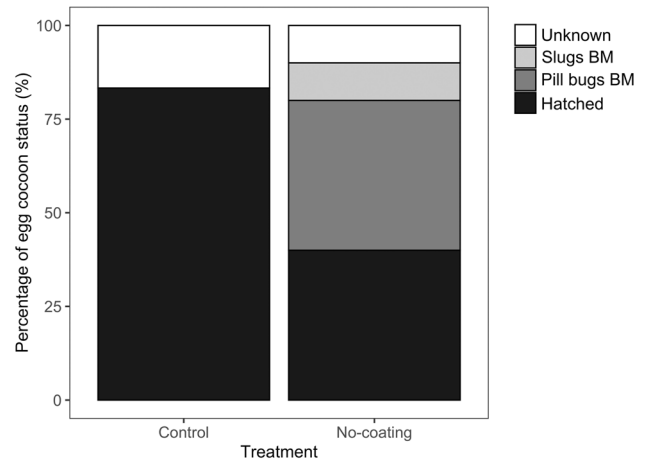 Percentage of egg cocoon status (%)
100
75
50
25
0
Control
No-coating
Treatment
Unknown
Slugs BM
Pill bugs BM
Hatched